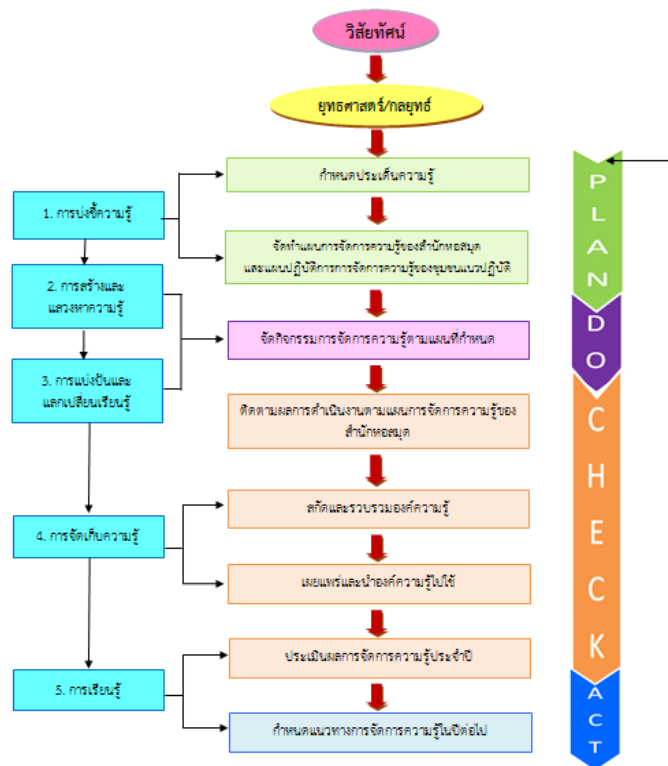 วิสัยทัศน์
ยุทธศาสตร์/กลยุทธ์
กำหนดประเด็นความรู้
1. การบ่งชี้ความรู้
จัดทำแผนการจัดการความรู้ของสำนักหอสมุด
และแผนปฏิบัติการการจัดการความรู้ของชุมชนแนวปฏิบัติ
2. การสร้างและ
แสวงหาความรู้
จัดกิจกรรมการจัดการความรู้ตามแผนที่กำหนด
3. การแบ่งปันและ
แลกเปลี่ยนเรียนรู้
ติดตามผลการดำเนินงานตามแผนการจัดการความรู้ของ
สำนักหอสมุด
สกัดและรวบรวมองค์ความรู้
4. การจัดเก็บความรู้
เผยแพร่และนำองค์ความรู้ไปใช้
ประเมินผลการจัดการความรู้ประจำปี
5. การเรียนรู้
กำหนดแนวทางการจัดการความรู้ในปีต่อไป
PLAN
DO
CHECK
ACT